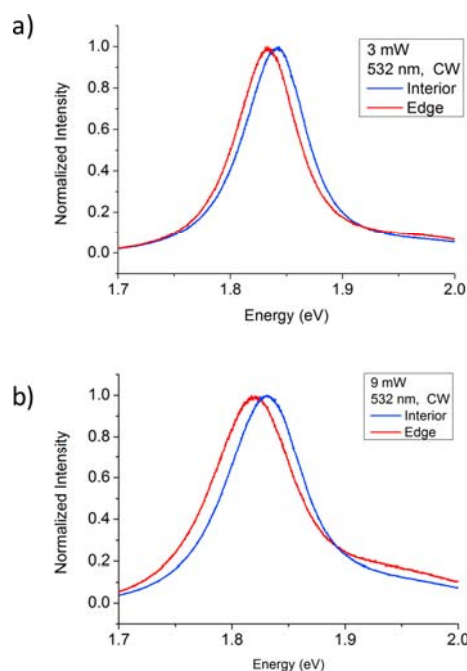 a)
3 mW
532 nm, CW
Interior
Edge
Normalized Intensity
1.0
0.8
0.6
0.4
0.2
0.0
1.7
1.8
1.9
2.0
Energy (eV)
b)
9 mW
532 nm, CW
Interior
Edge
Normalized Intensity
1.0
0.8
0.6
0.4
0.2
0.0
1.7
1.8
1.9
2.0
Energy (eV)